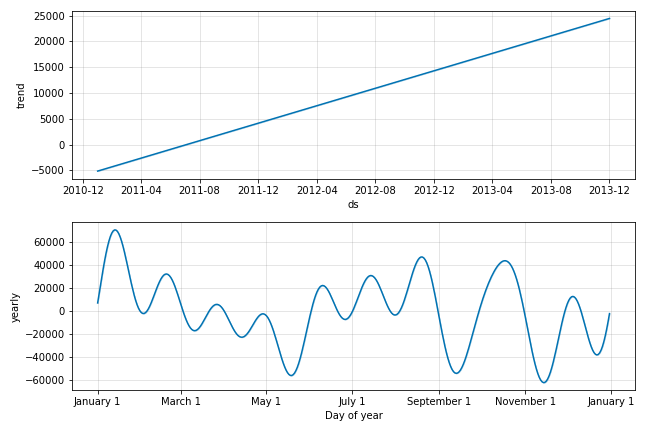 25000
20000
15000
10000
5000
0
−5000
trend
2010-12 2011-04 2011-08 2011-12 2012-04 2012-08 2012-12 2013-04 2013-08 2013-12
ds
60000
40000
20000
0
−20000
−40000
−60000
yearly
January 1 March 1 May 1 July 1 September 1 November 1 January 1
Day of year